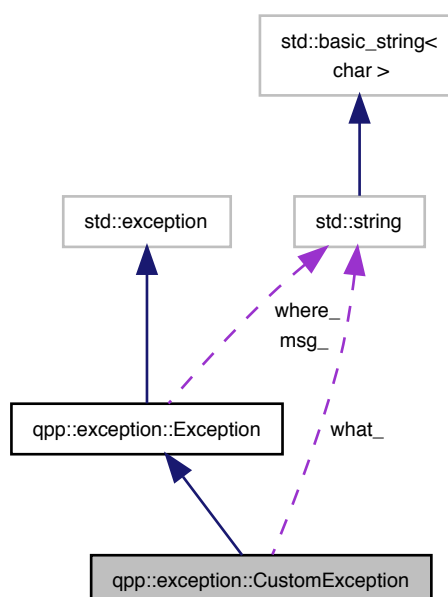 std::basic_string<
char >
std::exception
std::string
where_
msg_
qpp::exception::Exception
what_
qpp::exception::CustomException